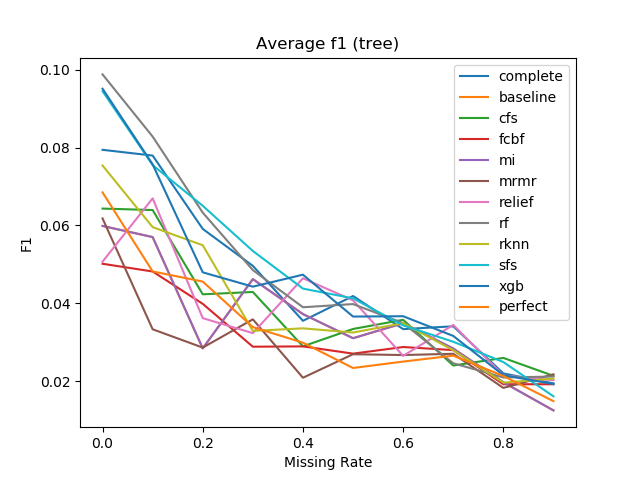 Average f1 (tree)
F1
0.10
0.08
0.06
0.04
0.02
0.0
0.2
0.4
0.6
0.8
Missing Rate
complete
baseline
cfs
fcbf
mi
mrmr
relief
rf
rknn
sfs
xgb
perfect